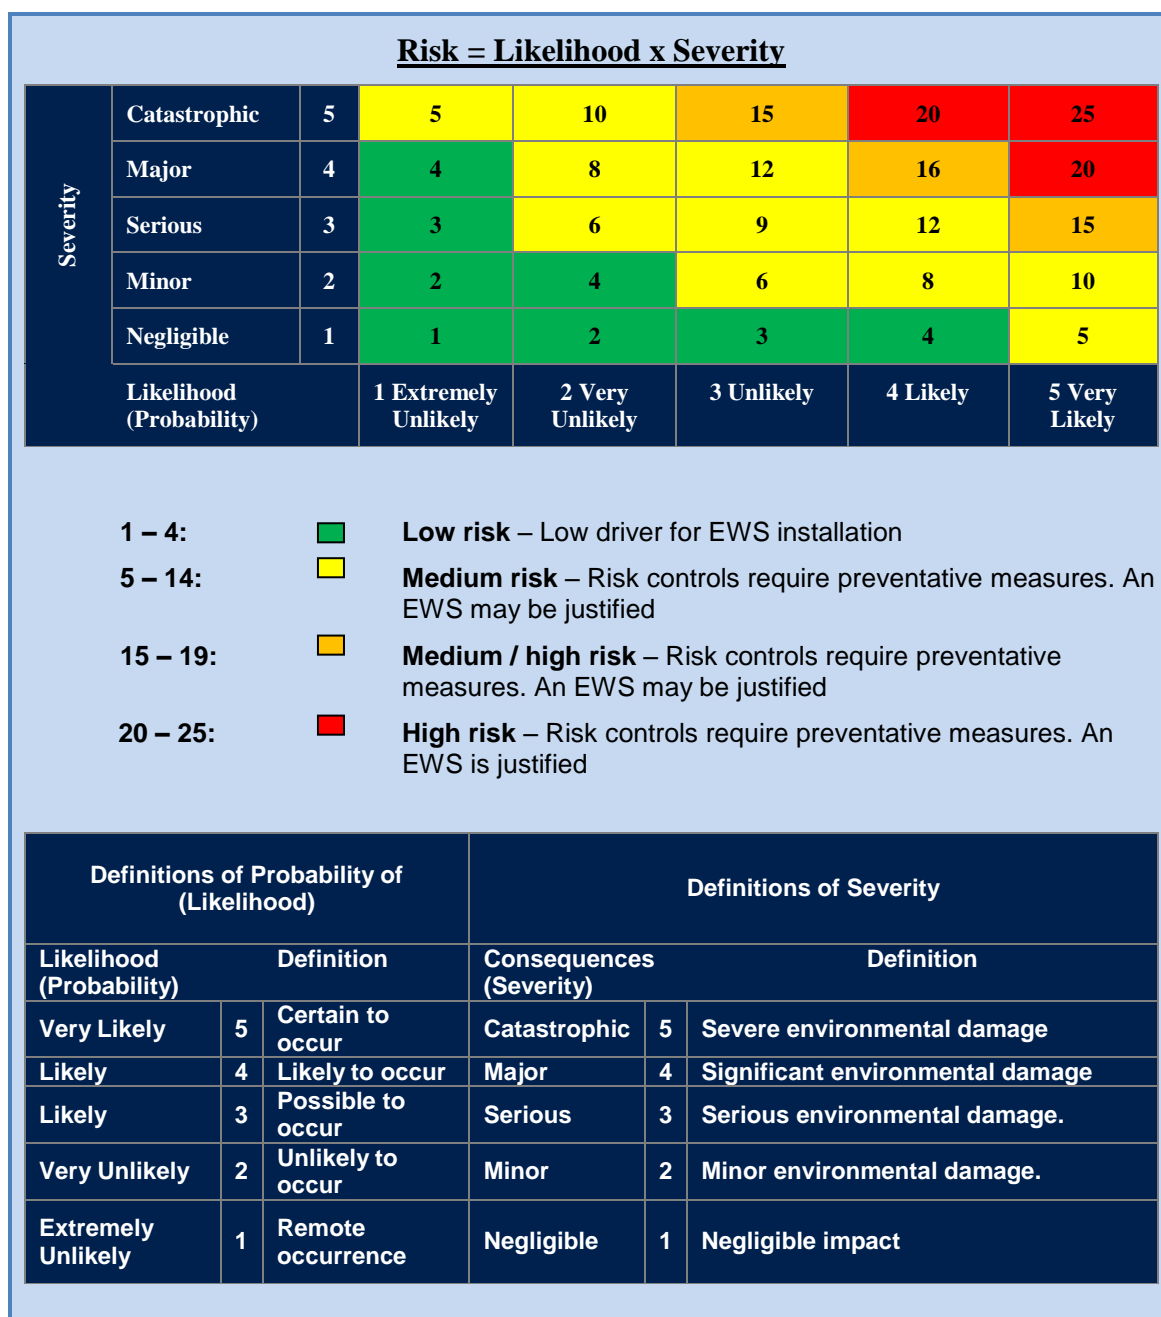 Risk = Likelihood x Severity
Severity
Catastrophic 5 5 10 15 20 25
Major 4 4 8 12 16 20
Serious 3 3 6 9 12 15
Minor 2 2 4 6 8 10
Negligible 1 1 2 3 4 5
Likelihood 1 Extremely 2 Very 3 Unlikely 4 Likely 5 Very
(Probability) Unlikely Unlikely Likely
1 – 4: Low risk – Low driver for EWS installation
5 – 14: Medium risk – Risk controls require preventative measures. An
EWS may be justified
15 – 19: Medium / high risk – Risk controls require preventative
measures. An EWS may be justified
20 – 25: High risk – Risk controls require preventative measures. An
EWS is justified
Definitions of Probability of
(Likelihood)
Definitions of Severity
Likelihood Definition Consequences Definition
(Probability) (Severity)
Very Likely 5 Certain to
occur
Catastrophic 5 Severe environmental damage
Likely 4 Likely to occur Major 4 Significant environmental damage
Likely 3 Possible to
occur
Serious 3 Serious environmental damage.
Very Unlikely 2 Unlikely to
occur
Minor 2 Minor environmental damage.
Extremely
Unlikely
1 Remote
occurrence
Negligible 1 Negligible impact